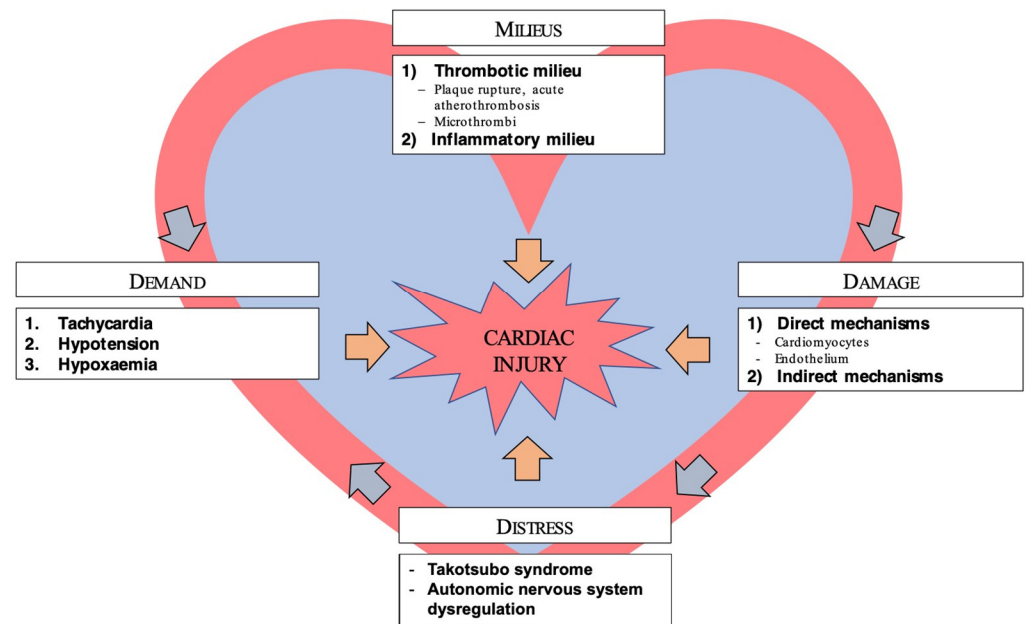 MILIEUS
1) Thrombotic milieu
– Plaque rupture, acute
atherothrombosis
– Microthrombi
2) Inflammatory milieu
DEMAND
1. Tachycardia
2. Hypotension
3. Hypoxaemia
CARDIAC
INJURY
DAMAGE
1) Direct mechanisms
- Cardiomyocytes
- Endothelium
2) Indirect mechanisms
DISTRESS
- Takotsubo syndrome
- Autonomic nervous system
dysregulation